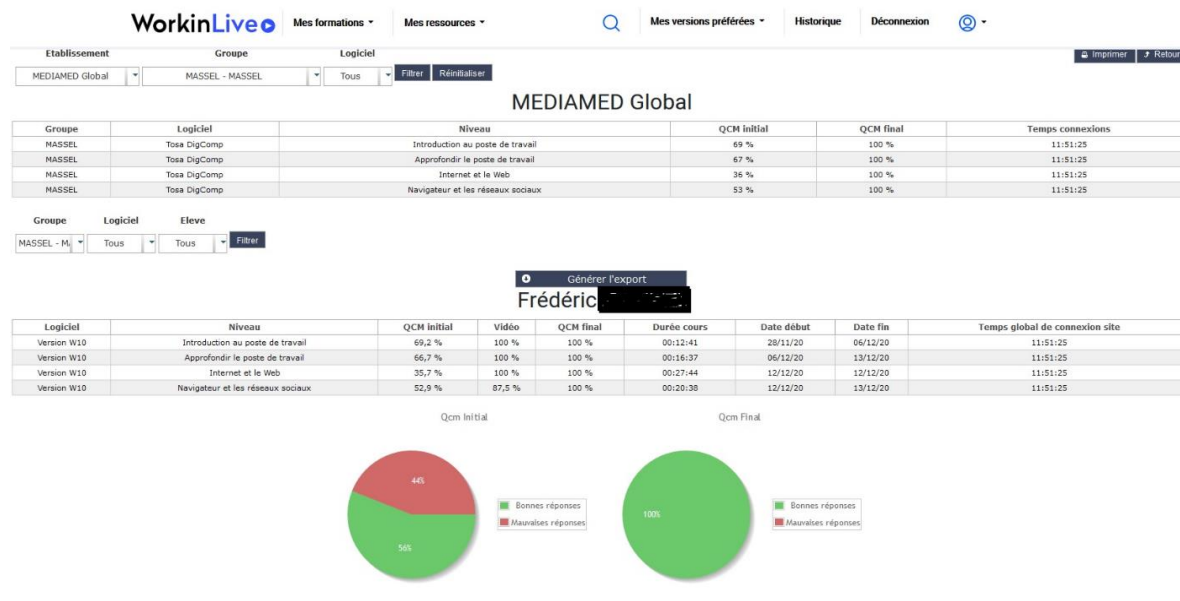 WorkinLive Mes formations Mes ressources Mes versions préférées Historique Déconnexion
Etablissement Groupe Logiciel Imprimer Retour
MEDIAMED Global MASSEL - MASSEL Tous Filtrer Réinitialiser
MEDIAMED Global
Groupe Logiciel Niveau QCM initial QCM final Temps connexions
MASSEL Tosa DigComp Introduction au poste de travail 69 % 100 % 11:51:25
MASSEL Tosa DigComp Approfondir le poste de travail 67 % 100 % 11:51:25
MASSEL Tosa DigComp Internet et le Web 36 % 100 % 11:51:25
MASSEL Tosa DigComp Navigateur et les réseaux sociaux 53 % 100 % 11:51:25
Groupe Logiciel Eleve
MASSEL - M Tous Tous Filtrer
Générer l'export
Frédéric
Logiciel Niveau QCM initial Vidéo QCM final Durée cours Date début Date fin Temps global de connexion site
Version W10 Introduction au poste de travail 69,2 % 100 % 100 % 00:12:41 28/11/20 06/12/20 11:51:25
Version W10 Approfondir le poste de travail 66,7 % 100 % 100 % 00:16:37 06/12/20 13/12/20 11:51:25
Version W10 Internet et le Web 35,7 % 100 % 100 % 00:27:44 12/12/20 12/12/20 11:51:25
Version W10 Navigateur et les réseaux sociaux 52,9 % 87,5 % 100 % 00:20:38 12/12/20 13/12/20 11:51:25
Qcm Initial Qcm Final
44%
Bonnes réponses 100% Bonnes réponses
Mauvaises réponses Mauvaises réponses
56%